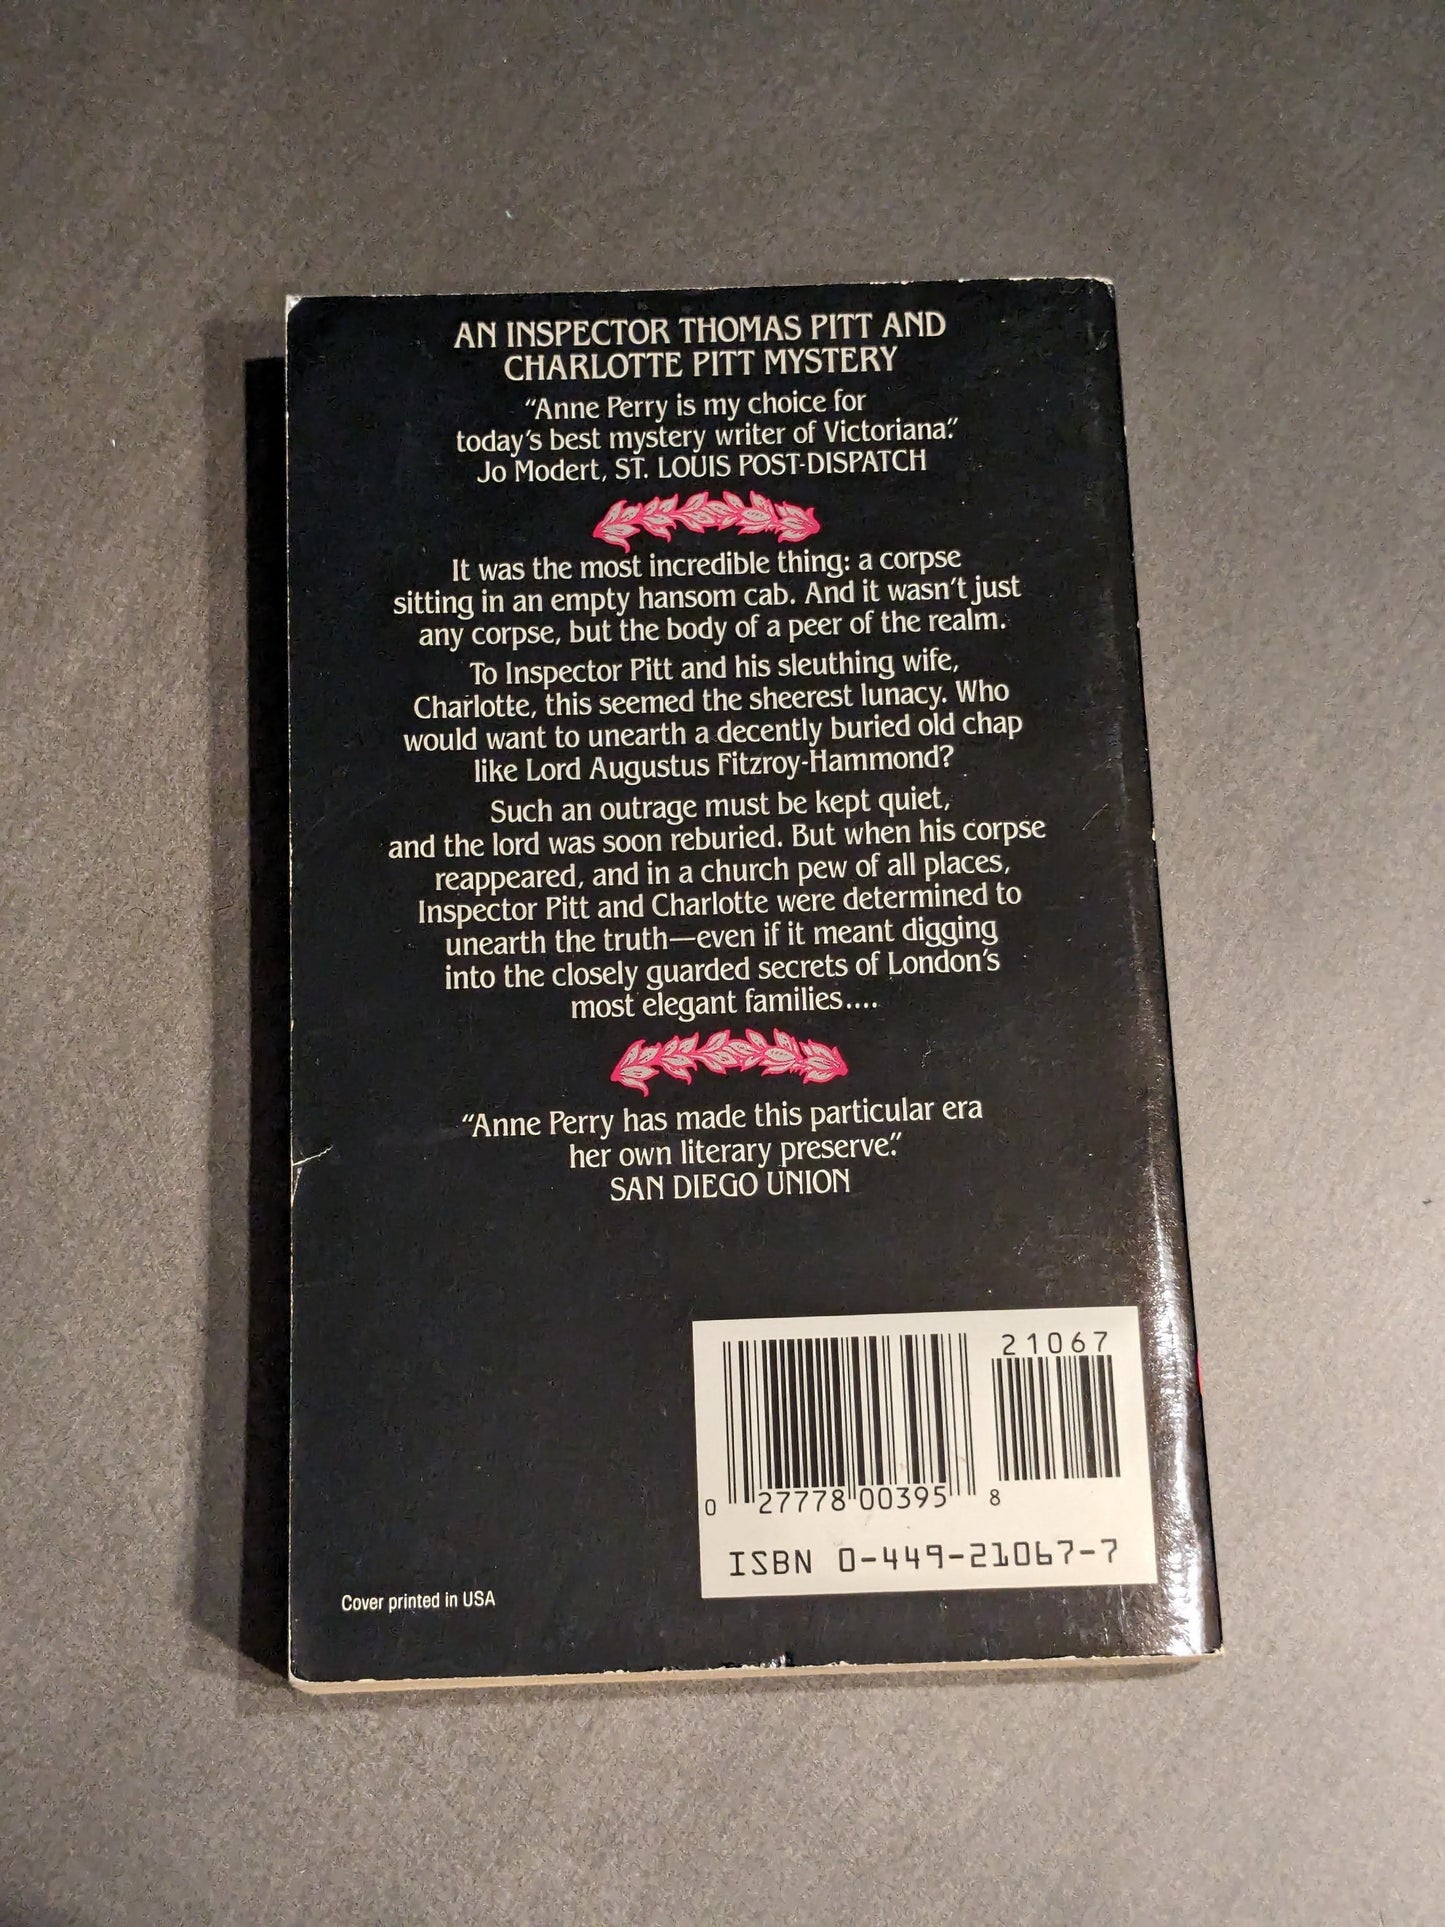 AN INSPECTOR THOMAS PITT AND
CHARLOTTE PITT MYSTERY
"Anne Perry is my choice for
today's best mystery writer of Victoriana."
Jo Modert, ST. LOUIS POST-DISPATCH
It was the most incredible thing: a corpse
sitting in an empty hansom cab. And it wasn't just
any corpse, but the body of a peer of the realm.
To Inspector Pitt and his sleuthing wife,
Charlotte, this seemed the sheerest lunacy. Who
would want to unearth a decently buried old chap
like Lord Augustus Fitzroy-Hammond?
Such an outrage must be kept quiet,
and the lord was soon reburied. But when his corpse
reappeared, and in a church pew of all places,
Inspector Pitt and Charlotte were determined to
unearth the truth—even if it meant digging
into the closely guarded secrets of London's
most elegant families....
"Anne Perry has made this particular era
her own literary preserve."
SAN DIEGO UNION
21067
0 27778 00395 8
ISBN 0-449-21067-7
Cover printed in USA